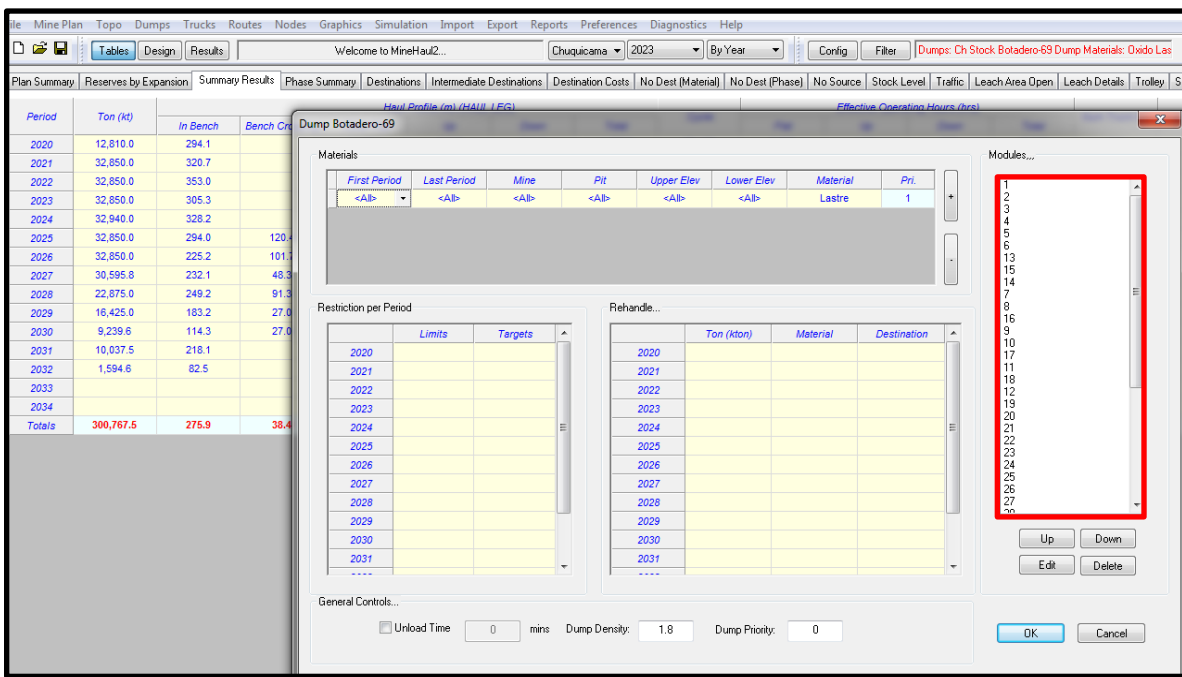 ile Mine Plan Topo Dumps Trucks Routes Nodes Graphics Simulation Import Export Reports Preferences Diagnostics Help
Tables Design Results Welcome to MineHaul2... Chuquicama 2023 By Year Config Filter Dumps: Ch Stock Botadero-69 Dump Materials: Oxido Las
Plan Summary Reserves by Expansion Summary Results Phase Summary Destinations Intermediate Destinations Destination Costs No Dest (Material) No Dest (Phase) No Source Stock Level Traffic Leach Area Open Leach Details Trolley S
Haul Profile (m) (HAUL LEG) Effective Operating Hours (hrs)
Period Ton (kt) In Bench Bench Cro
2020 12,810.0 294.1
2021 32,850.0 320.7
2022 32,850.0 353.0
2023 32,850.0 305.3
2024 32,940.0 328.2
2025 32,850.0 294.0 120.4
2026 32,850.0 225.2 101.7
2027 30,595.8 232.1 48.3
2028 22,875.0 249.2 91.3
2029 16,425.0 183.2 27.0
2030 9,239.6 114.3 27.0
2031 10,037.5 218.1
2032 1,594.6 82.5
2033
2034
Totals 300,767.5 275.9 38.4
Dump Botadero-69
x
Materials
First Period Last Period Mine Pit Upper Elev Lower Elev Material Pri.
<All> <All> <All> <All> <All> <All> Lastre 1
+
-
Restriction per Period
Limits Targets
2020
2021
2022
2023
2024
2025
2026
2027
2028
2029
2030
2031
Rehandle...
Ton (kton) Material Destination
2020
2021
2022
2023
2024
2025
2026
2027
2028
2029
2030
2031
Modules,,,
1
2
3
4
5
6
13
15
14
7
8
16
9
10
17
11
18
12
19
20
21
22
23
24
25
26
27
Up Down
Edit Delete
General Controls...
Unload Time 0 mins Dump Density: 1.8 Dump Priority: 0
OK Cancel